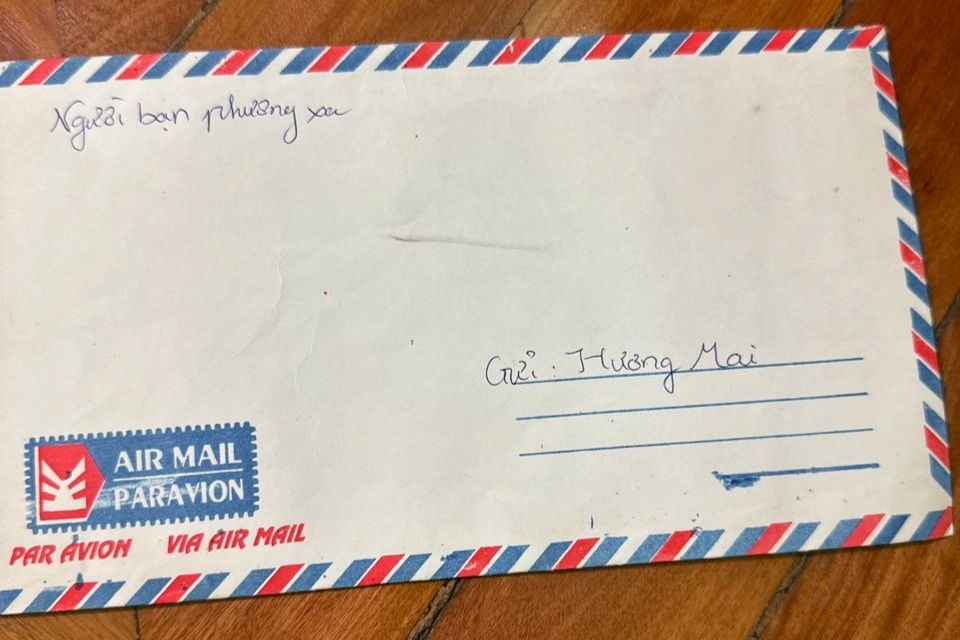 Người bạn phương xa
Gửi: Hương Mai
AIR MAIL
PAR AVION
PAR AVION VIA AIR MAIL